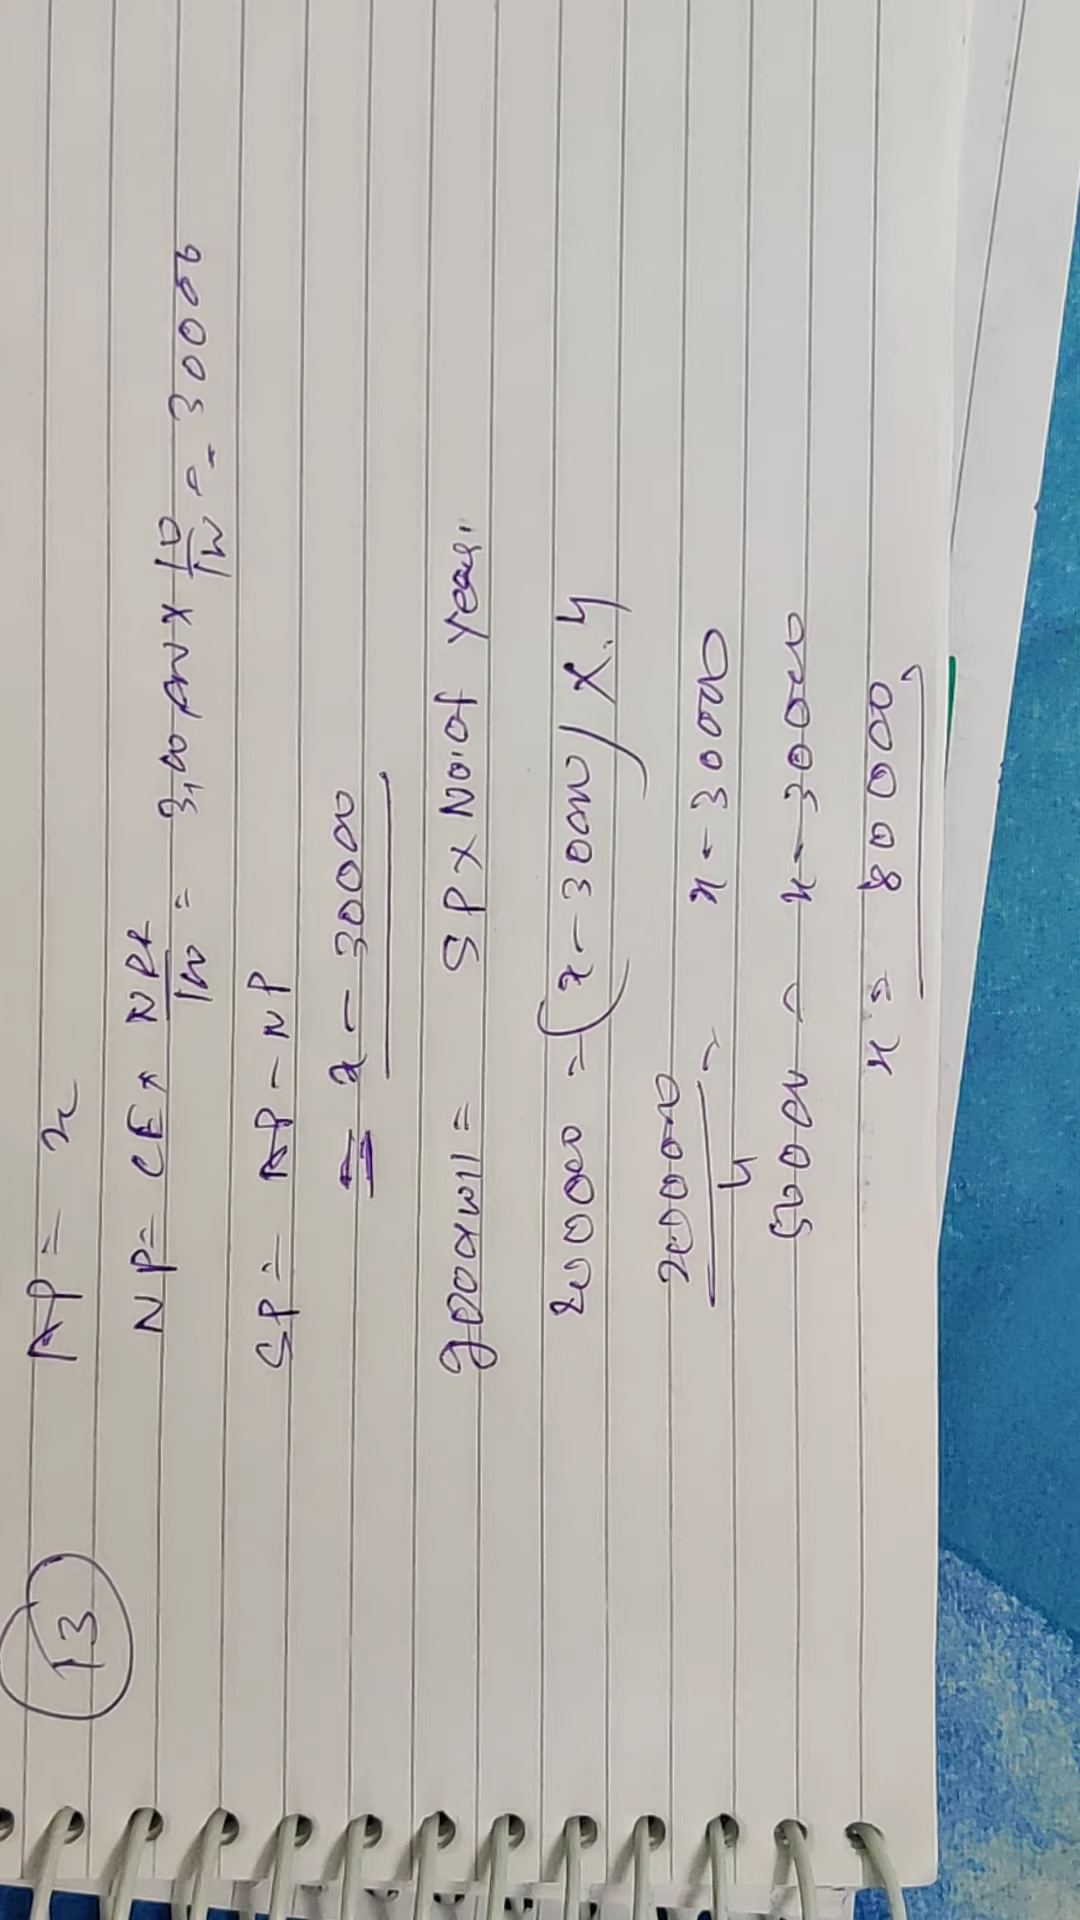 13
AP = x
NP = CE x NRR/100 = 3,00,000 x 10/100 = 30000
SP = AP - NP
= x - 30000
goodwill = SP x No. of years.
200000 = (x - 30000) x 4
200000/4 = x - 30000
50000 = x - 30000
x = 80000